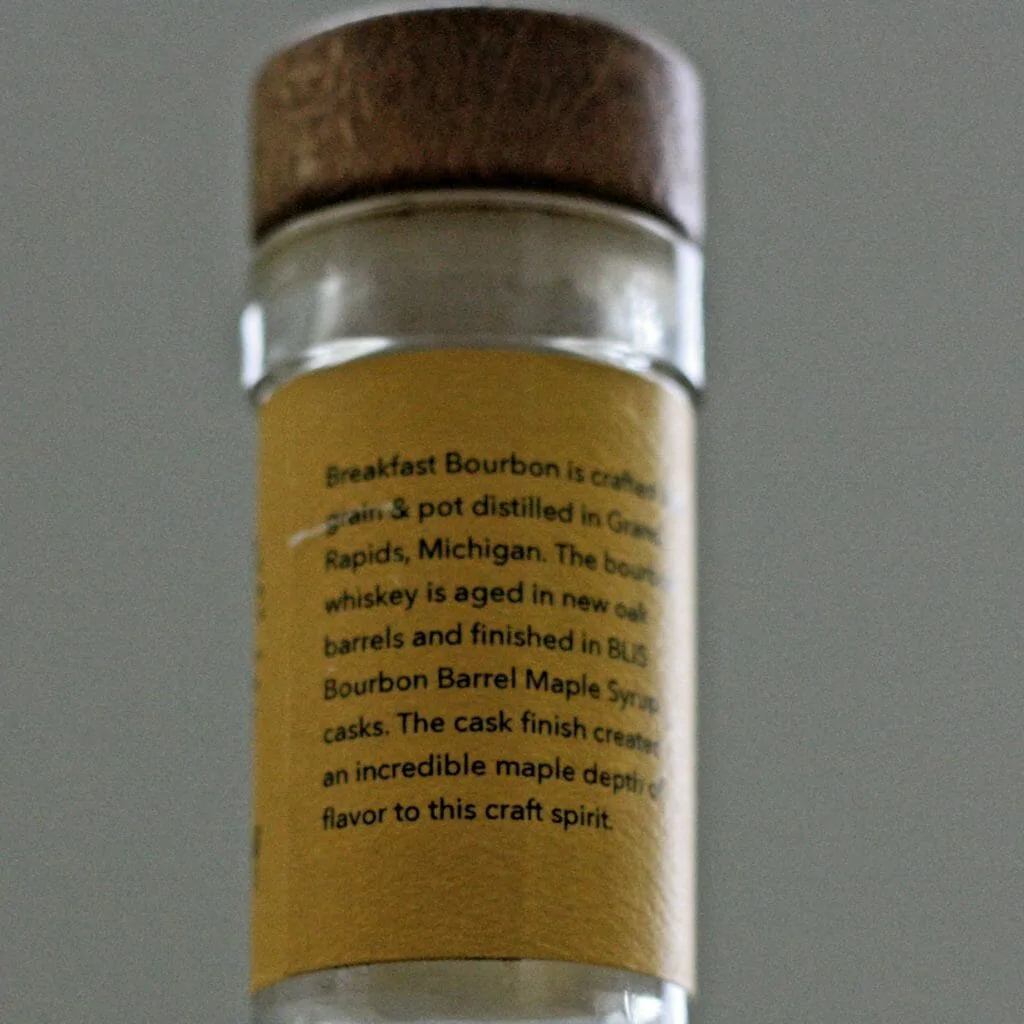 Breakfast Bourbon is crafted
grain & pot distilled in Grand
Rapids, Michigan. The bourbon
whiskey is aged in new oak
barrels and finished in BLiS
Bourbon Barrel Maple Syrup
casks. The cask finish created
an incredible maple depth of
flavor to this craft spirit.